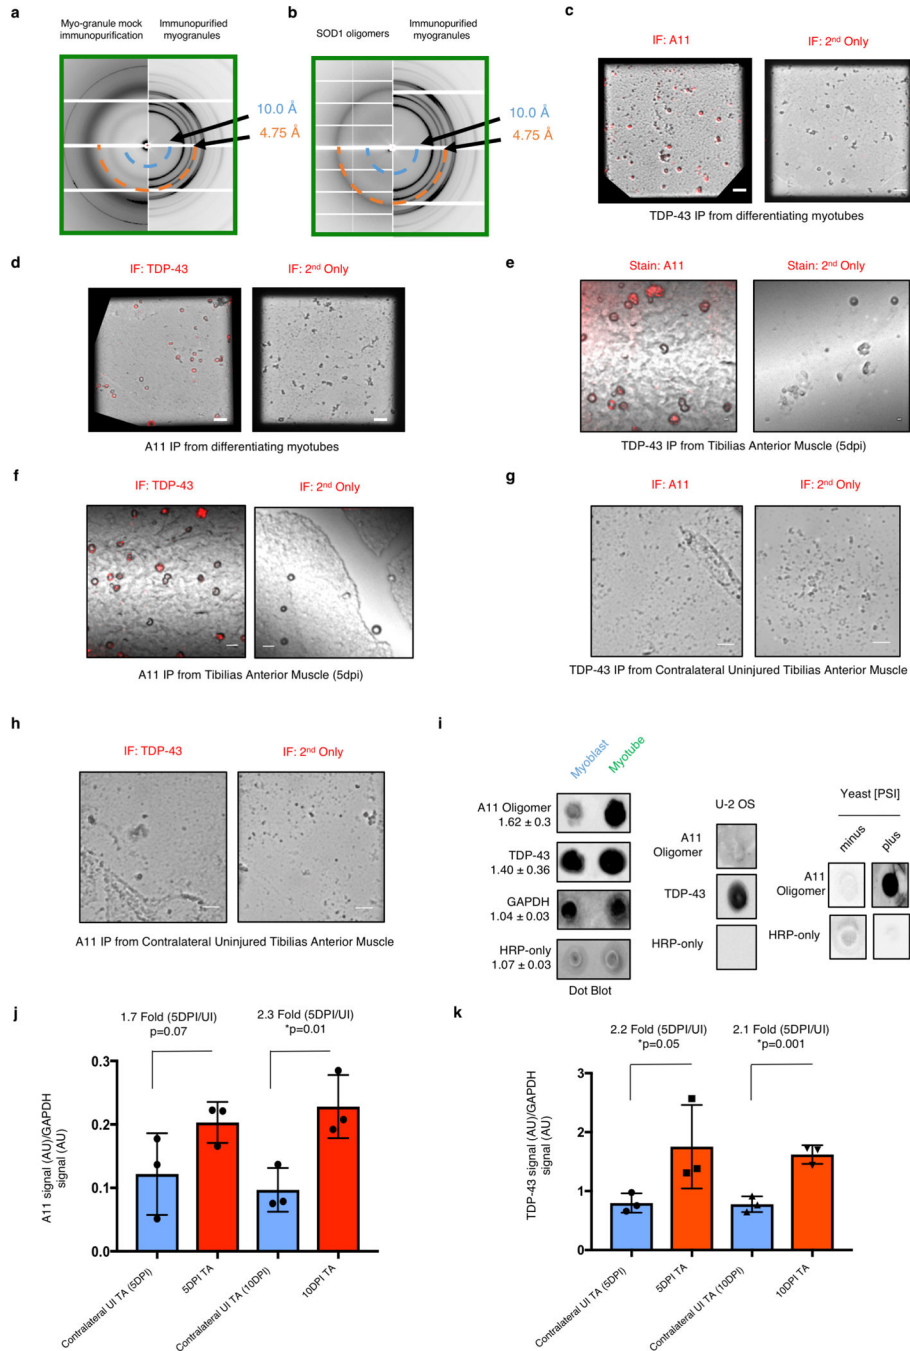 a
Myo-granule mock
immunopurification
Immunopurified
myogranules
10.0 Å
4.75 Å
b
SOD1 oligomers
Immunopurified
myogranules
10.0 Å
4.75 Å
c
IF: A11
IF: 2nd Only
TDP-43 IP from differentiating myotubes
d
IF: TDP-43
IF: 2nd Only
A11 IP from differentiating myotubes
e
Stain: A11
Stain: 2nd Only
TDP-43 IP from Tibilias Anterior Muscle (5dpi)
f
IF: TDP-43
IF: 2nd Only
A11 IP from Tibilias Anterior Muscle (5dpi)
g
IF: A11
IF: 2nd Only
TDP-43 IP from Contralateral Uninjured Tibilias Anterior Muscle
h
IF: TDP-43
IF: 2nd Only
A11 IP from Contralateral Uninjured Tibilias Anterior Muscle
i
Myoblast
Myotube
A11 Oligomer
1.62 ± 0.3
TDP-43
1.40 ± 0.36
GAPDH
1.04 ± 0.03
HRP-only
1.07 ± 0.03
Dot Blot
U-2 OS
A11
Oligomer
TDP-43
HRP-only
Yeast [PSI]
minus
plus
A11
Oligomer
HRP-only
j
1.7 Fold (5DPI/UI)
p=0.07
2.3 Fold (5DPI/UI)
*p=0.01
A11 signal (AU)/GAPDH
signal (AU)
0.3
0.2
0.1
0.0
Contralateral UI TA (5DPI)
5DPI TA
Contralateral UI TA (10DPI)
10DPI TA
k
2.2 Fold (5DPI/UI)
*p=0.05
2.1 Fold (5DPI/UI)
*p=0.001
TDP-43 signal (AU)/GAPDH
signal (AU)
3
2
1
0
Contralateral UI TA (5DPI)
5DPI TA
Contralateral UI TA (10DPI)
10DPI TA